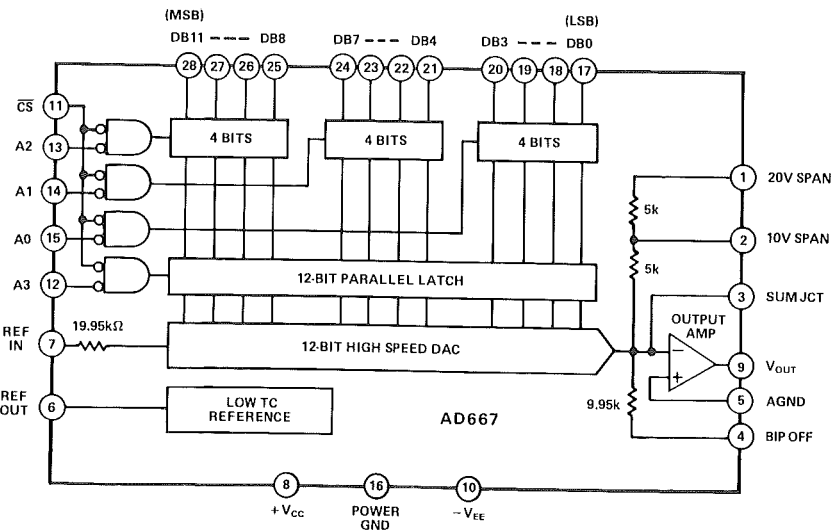 (MSB) (LSB)
DB11 ---- DB8 DB7 ---- DB4 DB3 ---- DB0
28 27 26 25 24 23 22 21 20 19 18 17
C̅S̅ 11
4 BITS 4 BITS 4 BITS
A2 13
A1 14
1 20V SPAN
5k
A0 15
2 10V SPAN
5k
A3 12
12-BIT PARALLEL LATCH
3 SUM JCT
OUTPUT
AMP
REF
IN 7 19.95kΩ
12-BIT HIGH SPEED DAC
−
+
9 VOUT
REF
OUT 6
LOW TC
REFERENCE
AD667
9.95k
5 AGND
4 BIP OFF
8 16 10
+VCC POWER
GND −VEE